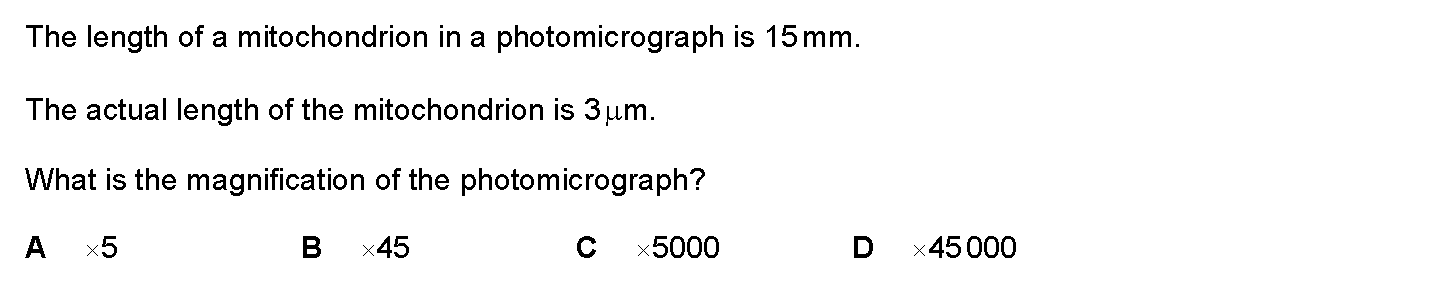 The length of a mitochondrion in a photomicrograph is 15 mm.
The actual length of the mitochondrion is 3 μm.
What is the magnification of the photomicrograph?
A ×5 B ×45 C ×5000 D ×45 000